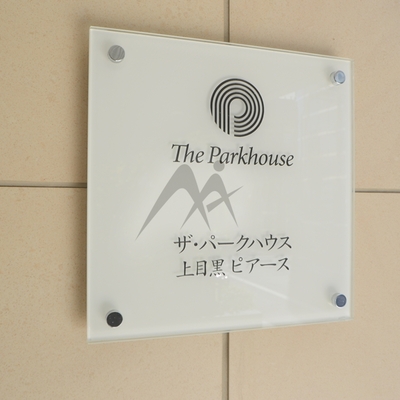 The Parkhouse
ザ・パークハウス
上目黒 ピアース